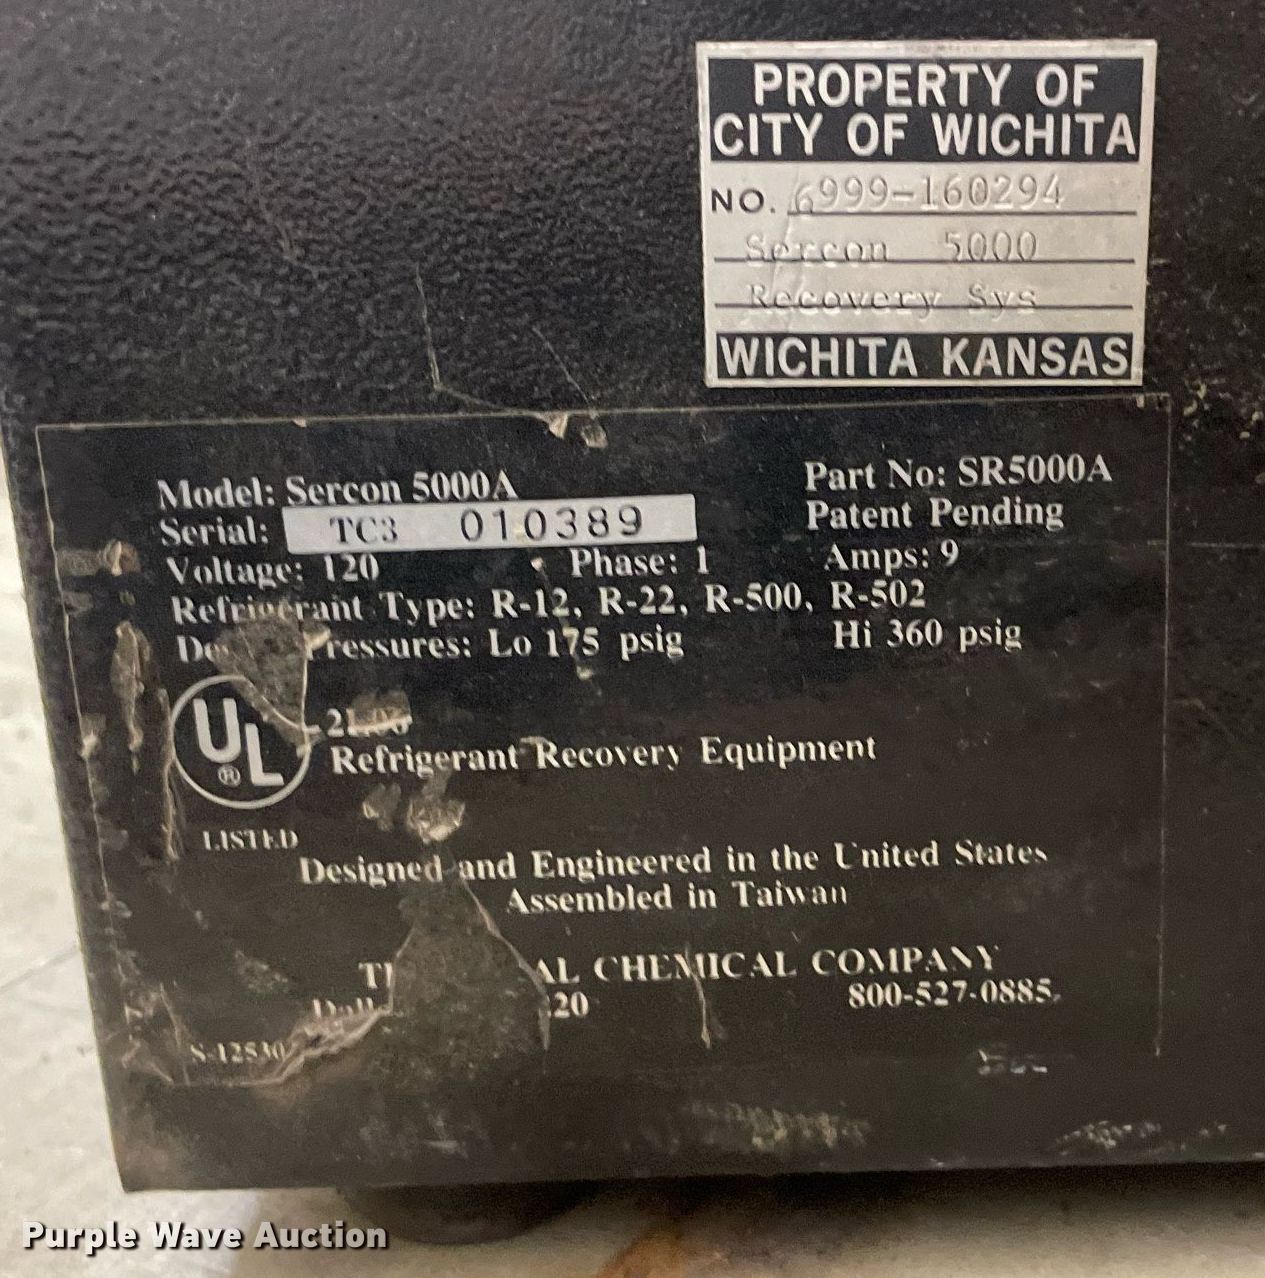 PROPERTY OF
CITY OF WICHITA
NO. 6999-160294
Sercon 5000
Recovery Sys
WICHITA KANSAS
Model: Sercon 5000A Part No: SR5000A
Serial: TC3 010389 Patent Pending
Voltage: 120 Phase: 1 Amps: 9
Refrigerant Type: R-12, R-22, R-500, R-502
Pressures: Lo 175 psig Hi 360 psig
UL®
Refrigerant Recovery Equipment
LISTED
Designed and Engineered in the United States
Assembled in Taiwan
CHEMICAL COMPANY
800-527-0885
S-12530
Purple Wave Auction